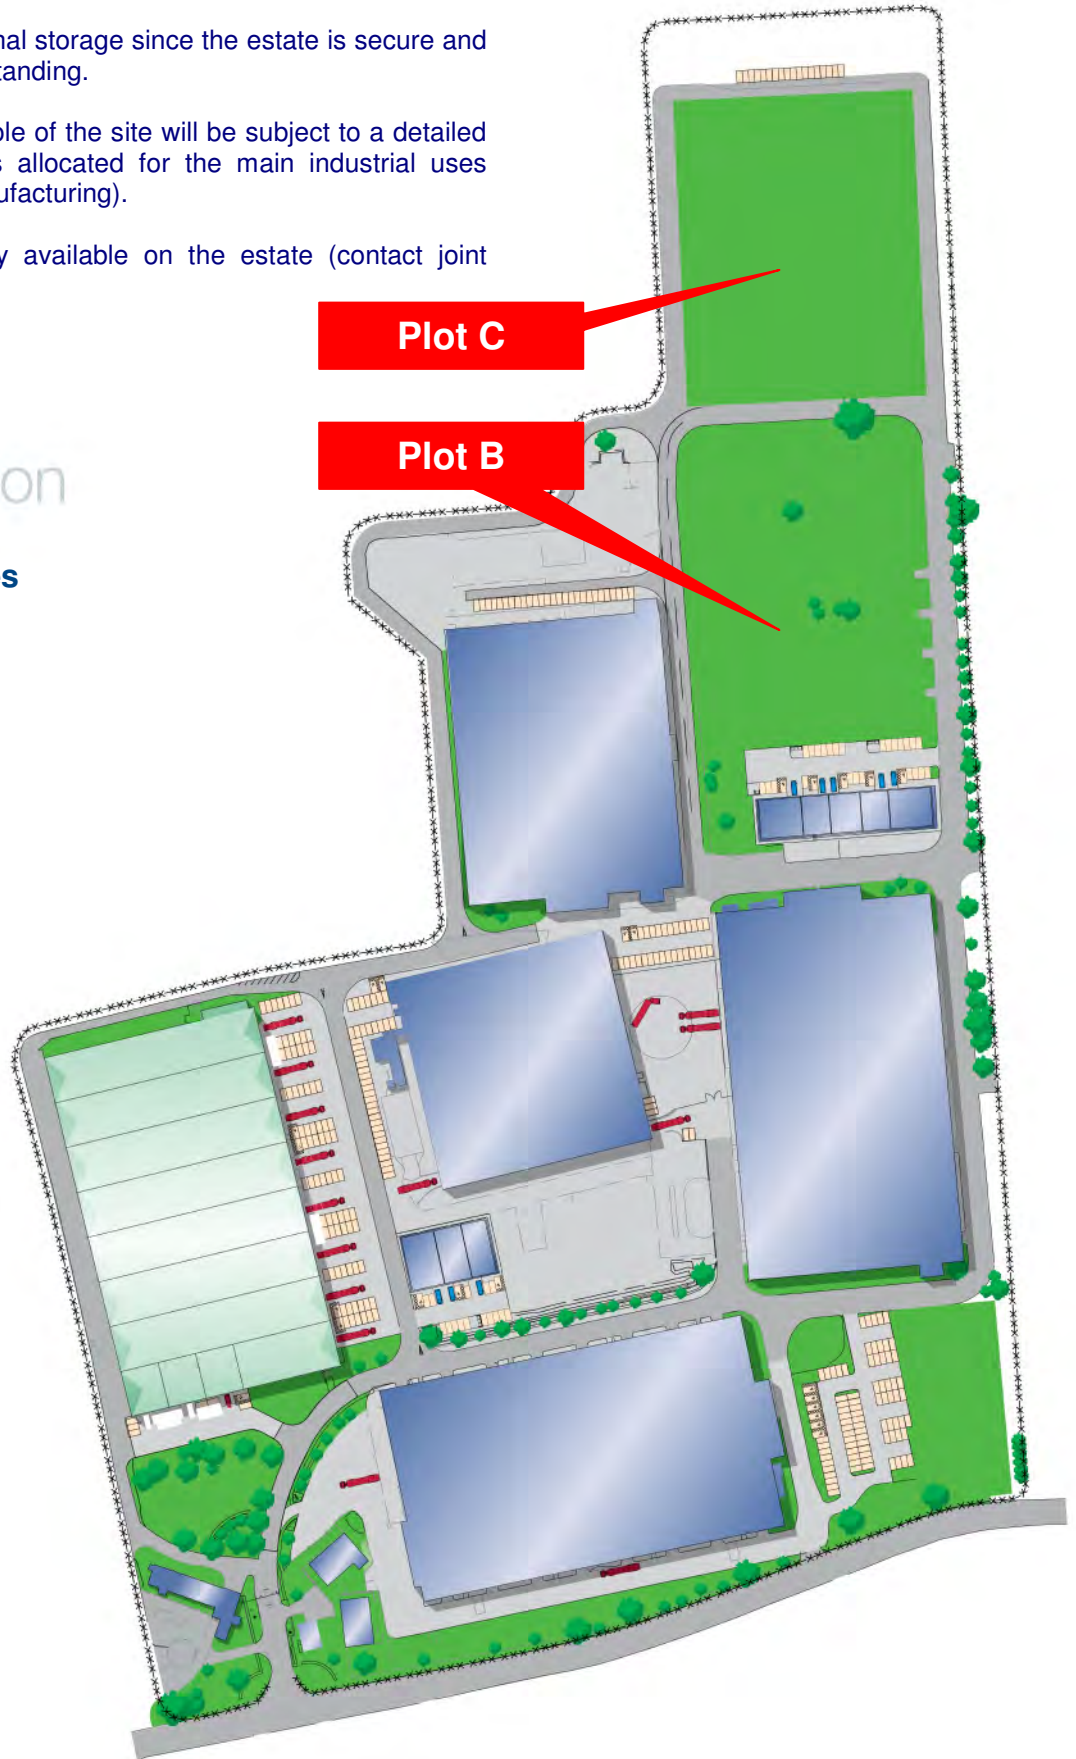 nal storage since the estate is secure and
tanding.
ole of the site will be subject to a detailed
s allocated for the main industrial uses
ufacturing).
y available on the estate (contact joint
Plot C
Plot B
on
s